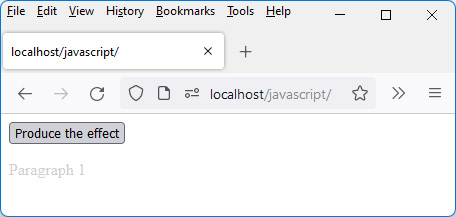 File Edit View History Bookmarks Tools Help
localhost/javascript/
localhost/javascript/
Produce the effect
Paragraph 1